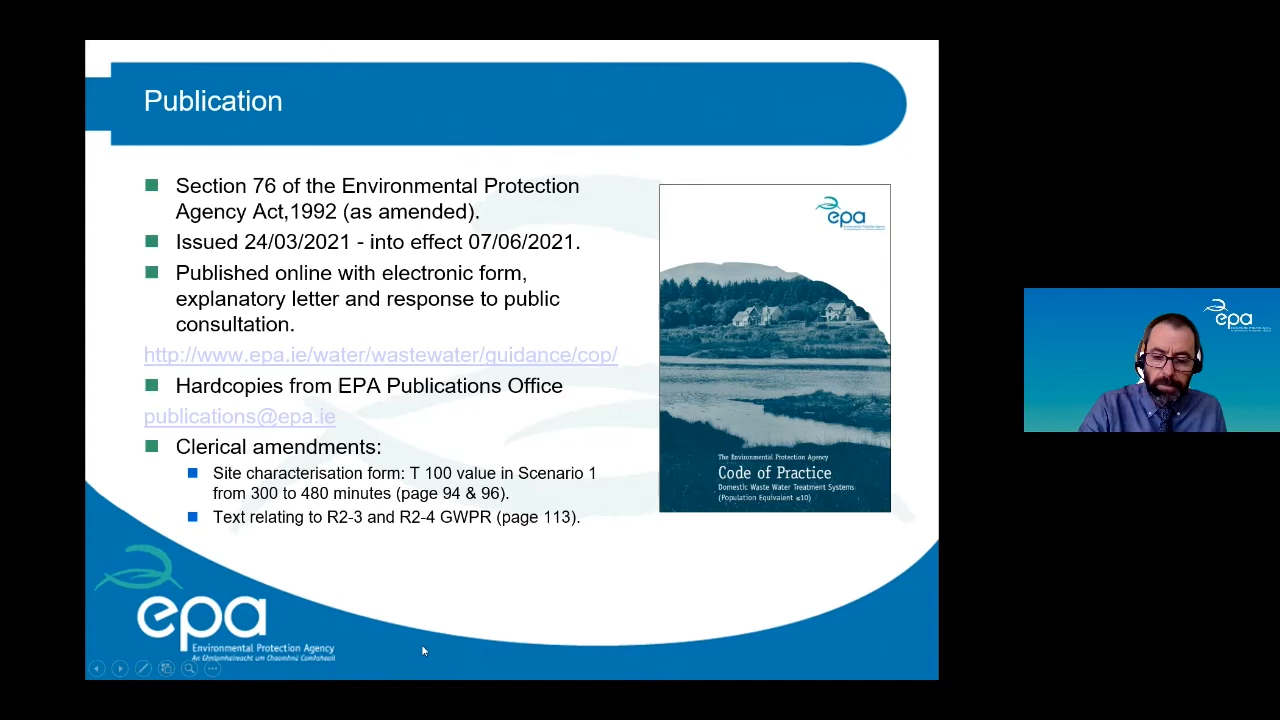 Publication
Section 76 of the Environmental Protection
Agency Act,1992 (as amended).
Issued 24/03/2021 - into effect 07/06/2021.
Published online with electronic form,
explanatory letter and response to public
consultation.
http://www.epa.ie/water/wastewater/guidance/cop/
Hardcopies from EPA Publications Office
publications@epa.ie
Clerical amendments:
Site characterisation form: T 100 value in Scenario 1
from 300 to 480 minutes (page 94 & 96).
Text relating to R2-3 and R2-4 GWPR (page 113).
epa
The Environmental Protection Agency
Code of Practice
Domestic Waste Water Treatment Systems
(Population Equivalent ≤10)
epa
Environmental Protection Agency
An Ghníomhaireacht um Chaomhnú Comhshaoil
epa